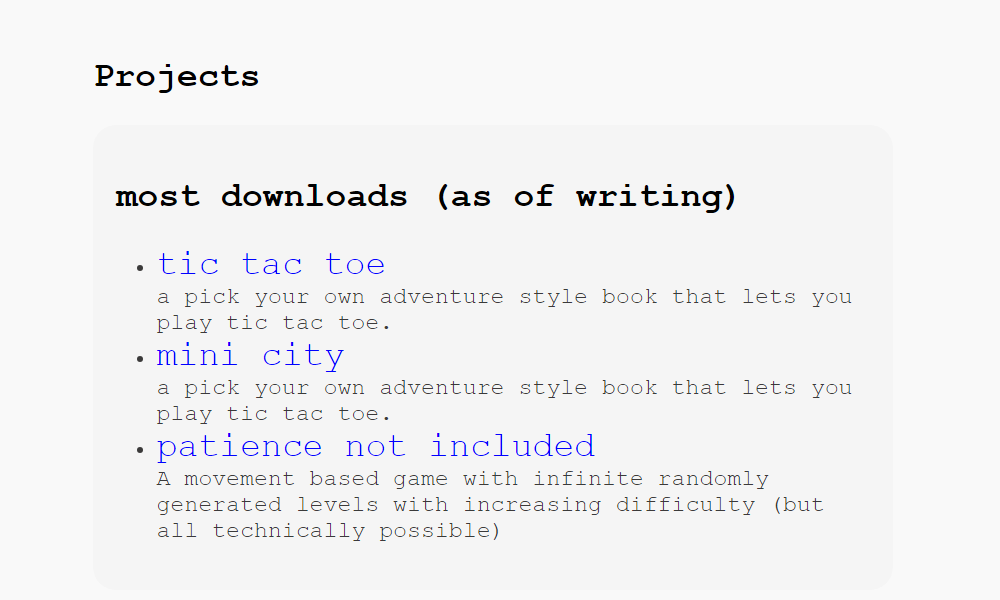 Projects
most downloads (as of writing)
tic tac toe
a pick your own adventure style book that lets you
play tic tac toe.
mini city
a pick your own adventure style book that lets you
play tic tac toe.
patience not included
A movement based game with infinite randomly
generated levels with increasing difficulty (but
all technically possible)